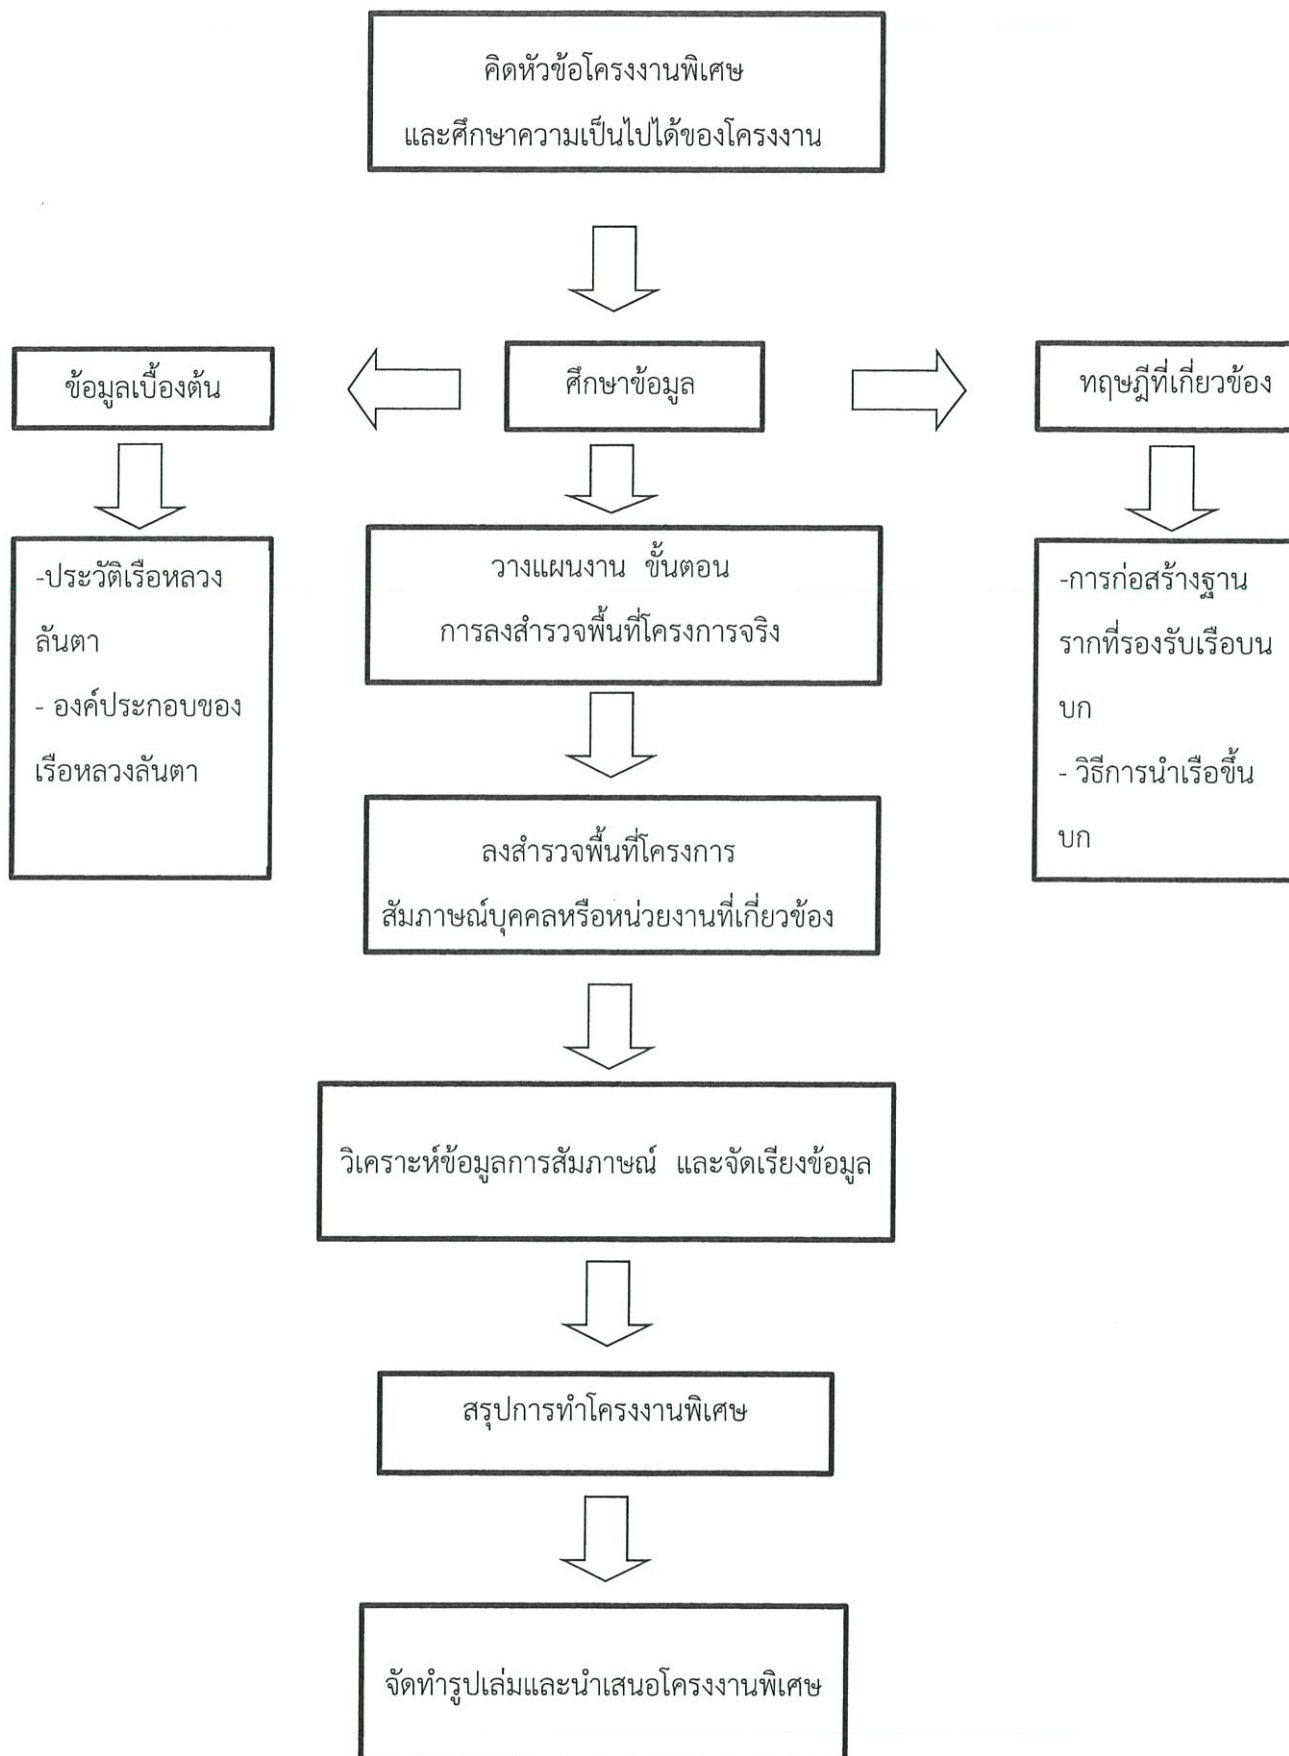 คิดหัวข้อโครงงานพิเศษ
และศึกษาความเป็นไปได้ของโครงงาน
ข้อมูลเบื้องต้น
ศึกษาข้อมูล
ทฤษฎีที่เกี่ยวข้อง
-ประวัติเรือหลวง
ลันตา
- องค์ประกอบของ
เรือหลวงลันตา
วางแผนงาน ขั้นตอน
การลงสำรวจพื้นที่โครงการจริง
-การก่อสร้างฐาน
รากที่รองรับเรือบน
บก
- วิธีการนำเรือขึ้น
บก
ลงสำรวจพื้นที่โครงการ
สัมภาษณ์บุคคลหรือหน่วยงานที่เกี่ยวข้อง
วิเคราะห์ข้อมูลการสัมภาษณ์ และจัดเรียงข้อมูล
สรุปการทำโครงงานพิเศษ
จัดทำรูปเล่มและนำเสนอโครงงานพิเศษ